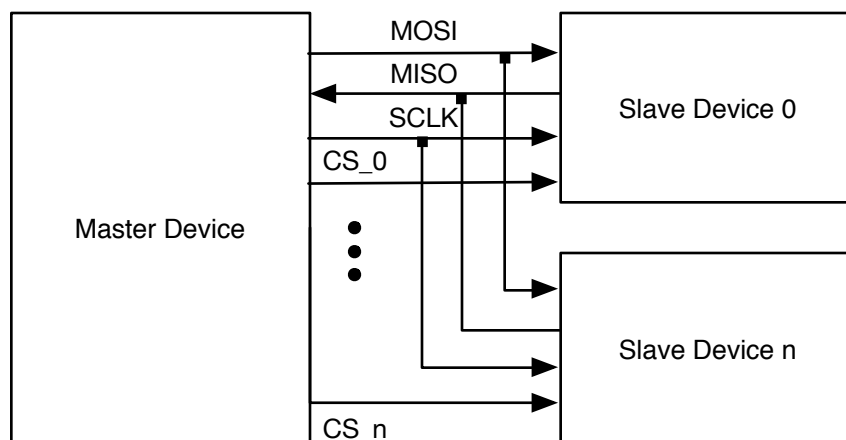 MOSI
MISO
SCLK
CS_0
Master Device
Slave Device 0
Slave Device n
CS_n